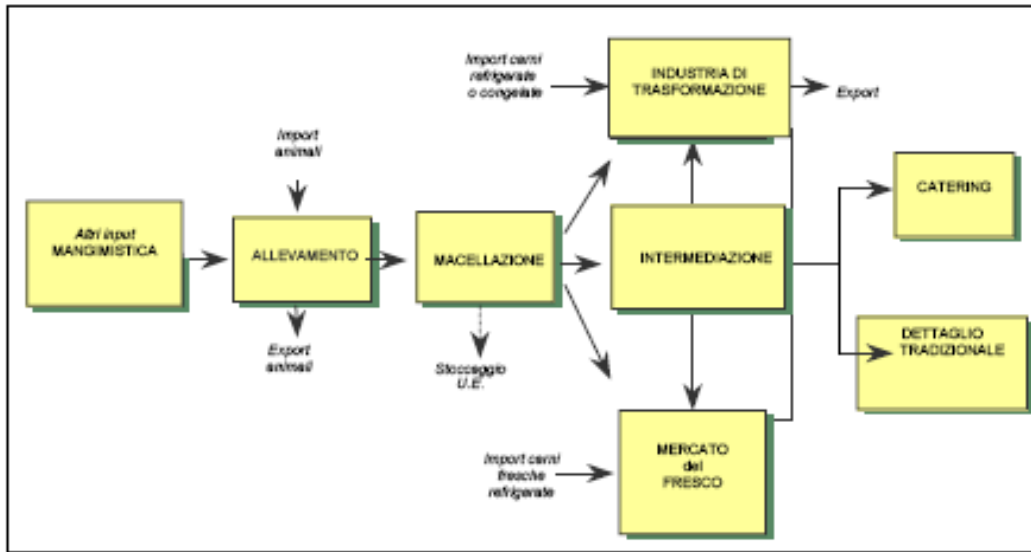 Import carni
refrigerate
o congelate
INDUSTRIA DI
TRASFORMAZIONE
Export
Import
animali
CATERING
Altri input
MANGIMISTICA
ALLEVAMENTO
MACELLAZIONE
INTERMEDIAZIONE
Export
animali
Stoccaggio
U.E.
DETTAGLIO
TRADIZIONALE
Import carni
fresche
refrigerate
MERCATO
del
FRESCO